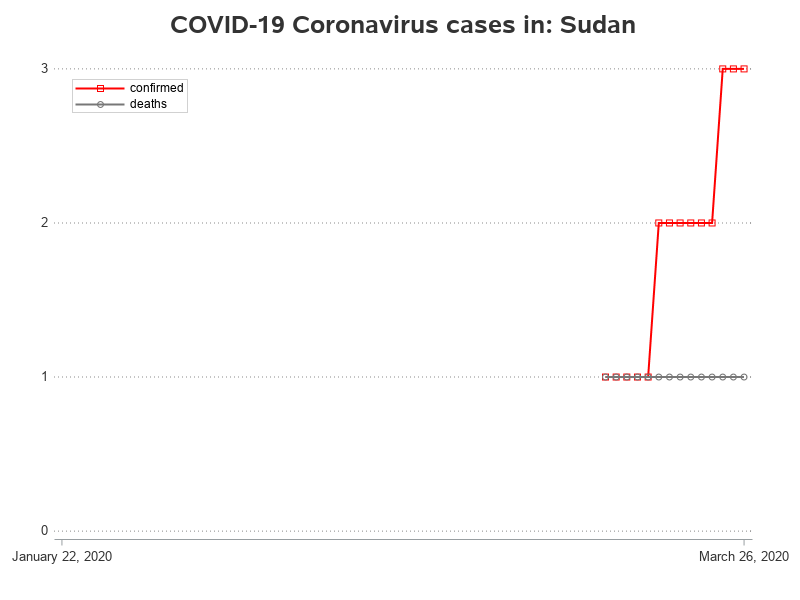 COVID-19 Coronavirus cases in: Sudan
3
confirmed
deaths
2
1
0
January 22, 2020
March 26, 2020